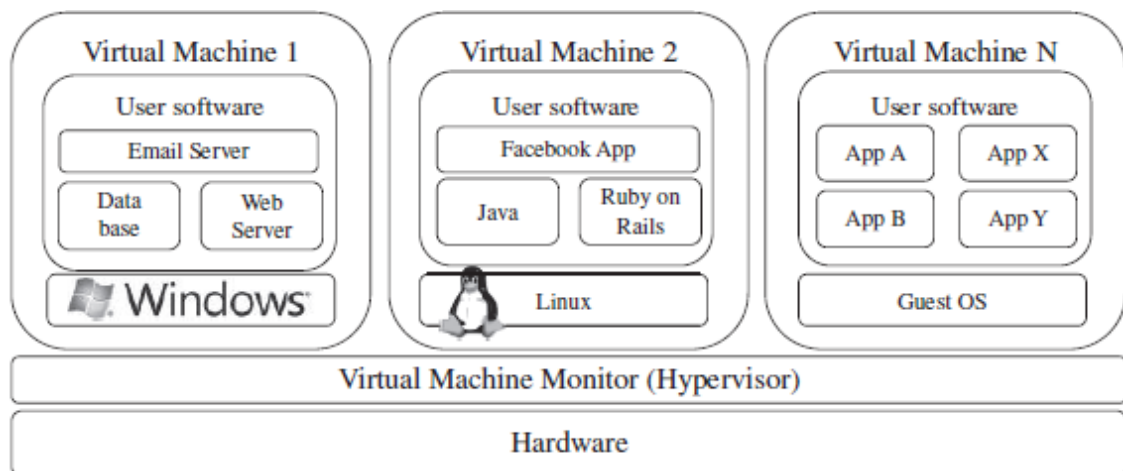 Virtual Machine 1
User software
Email Server
Data
base
Web
Server
Windows
Virtual Machine 2
User software
Facebook App
Java
Ruby on
Rails
Linux
Virtual Machine N
User software
App A
App X
App B
App Y
Guest OS
Virtual Machine Monitor (Hypervisor)
Hardware